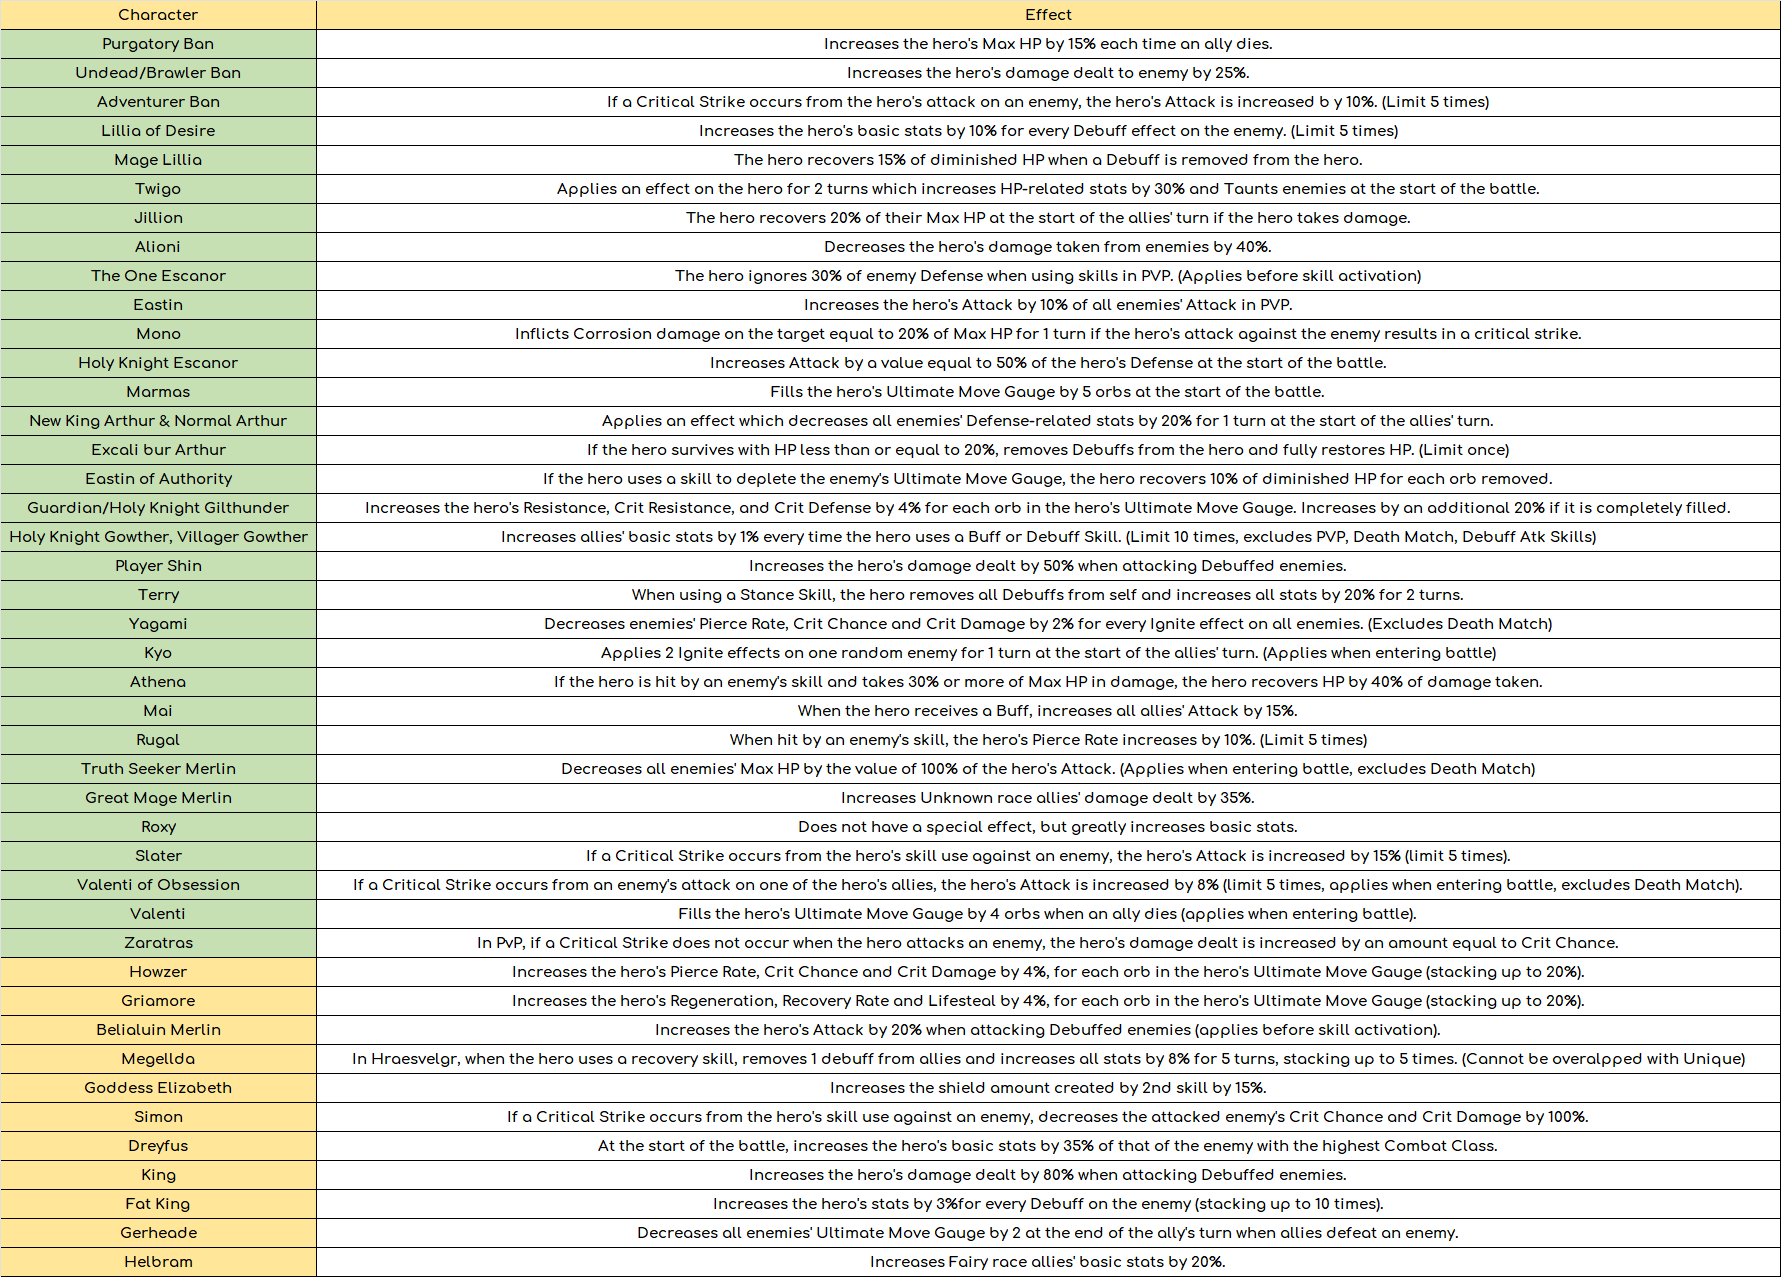 Character Effect
Purgatory Ban Increases the hero's Max HP by 15% each time an ally dies.
Undead/Brawler Ban Increases the hero's damage dealt to enemy by 25%.
Adventurer Ban If a Critical Strike occurs from the hero's attack on an enemy, the hero's Attack is increased b y 10%. (Limit 5 times)
Lillia of Desire Increases the hero's basic stats by 10% for every Debuff effect on the enemy. (Limit 5 times)
Mage Lillia The hero recovers 15% of diminished HP when a Debuff is removed from the hero.
Twigo Applies an effect on the hero for 2 turns which increases HP-related stats by 30% and Taunts enemies at the start of the battle.
Jillion The hero recovers 20% of their Max HP at the start of the allies' turn if the hero takes damage.
Alioni Decreases the hero's damage taken from enemies by 40%.
The One Escanor The hero ignores 30% of enemy Defense when using skills in PVP. (Applies before skill activation)
Eastin Increases the hero's Attack by 10% of all enemies' Attack in PVP.
Mono Inflicts Corrosion damage on the target equal to 20% of Max HP for 1 turn if the hero's attack against the enemy results in a critical strike.
Holy Knight Escanor Increases Attack by a value equal to 50% of the hero's Defense at the start of the battle.
Marmas Fills the hero's Ultimate Move Gauge by 5 orbs at the start of the battle.
New King Arthur & Normal Arthur Applies an effect which decreases all enemies' Defense-related stats by 20% for 1 turn at the start of the allies' turn.
Excali bur Arthur If the hero survives with HP less than or equal to 20%, removes Debuffs from the hero and fully restores HP. (Limit once)
Eastin of Authority If the hero uses a skill to deplete the enemy's Ultimate Move Gauge, the hero recovers 10% of diminished HP for each orb removed.
Guardian/Holy Knight Gilthunder Increases the hero's Resistance, Crit Resistance, and Crit Defense by 4% for each orb in the hero's Ultimate Move Gauge. Increases by an additional 20% if it is completely filled.
Holy Knight Gowther, Villager Gowther Increases allies' basic stats by 1% every time the hero uses a Buff or Debuff Skill. (Limit 10 times, excludes PVP, Death Match, Debuff Atk Skills)
Player Shin Increases the hero's damage dealt by 50% when attacking Debuffed enemies.
Terry When using a Stance Skill, the hero removes all Debuffs from self and increases all stats by 20% for 2 turns.
Yagami Decreases enemies' Pierce Rate, Crit Chance and Crit Damage by 2% for every Ignite effect on all enemies. (Excludes Death Match)
Kyo Applies 2 Ignite effects on one random enemy for 1 turn at the start of the allies' turn. (Applies when entering battle)
Athena If the hero is hit by an enemy's skill and takes 30% or more of Max HP in damage, the hero recovers HP by 40% of damage taken.
Mai When the hero receives a Buff, increases all allies' Attack by 15%.
Rugal When hit by an enemy's skill, the hero's Pierce Rate increases by 10%. (Limit 5 times)
Truth Seeker Merlin Decreases all enemies' Max HP by the value of 100% of the hero's Attack. (Applies when entering battle, excludes Death Match)
Great Mage Merlin Increases Unknown race allies' damage dealt by 35%.
Roxy Does not have a special effect, but greatly increases basic stats.
Slater If a Critical Strike occurs from the hero's skill use against an enemy, the hero's Attack is increased by 15% (limit 5 times).
Valenti of Obsession If a Critical Strike occurs from an enemy's attack on one of the hero's allies, the hero's Attack is increased by 8% (limit 5 times, applies when entering battle, excludes Death Match).
Valenti Fills the hero's Ultimate Move Gauge by 4 orbs when an ally dies (applies when entering battle).
Zaratras In PvP, if a Critical Strike does not occur when the hero attacks an enemy, the hero's damage dealt is increased by an amount equal to Crit Chance.
Howzer Increases the hero's Pierce Rate, Crit Chance and Crit Damage by 4%, for each orb in the hero's Ultimate Move Gauge (stacking up to 20%).
Griamore Increases the hero's Regeneration, Recovery Rate and Lifesteal by 4%, for each orb in the hero's Ultimate Move Gauge (stacking up to 20%).
Belialuin Merlin Increases the hero's Attack by 20% when attacking Debuffed enemies (applies before skill activation).
Megellda In Hraesvelgr, when the hero uses a recovery skill, removes 1 debuff from allies and increases all stats by 8% for 5 turns, stacking up to 5 times. (Cannot be overalpped with Unique)
Goddess Elizabeth Increases the shield amount created by 2nd skill by 15%.
Simon If a Critical Strike occurs from the hero's skill use against an enemy, decreases the attacked enemy's Crit Chance and Crit Damage by 100%.
Dreyfus At the start of the battle, increases the hero's basic stats by 35% of that of the enemy with the highest Combat Class.
King Increases the hero's damage dealt by 80% when attacking Debuffed enemies.
Fat King Increases the hero's stats by 3%for every Debuff on the enemy (stacking up to 10 times).
Gerheade Decreases all enemies' Ultimate Move Gauge by 2 at the end of the ally's turn when allies defeat an enemy.
Helbram Increases Fairy race allies' basic stats by 20%.